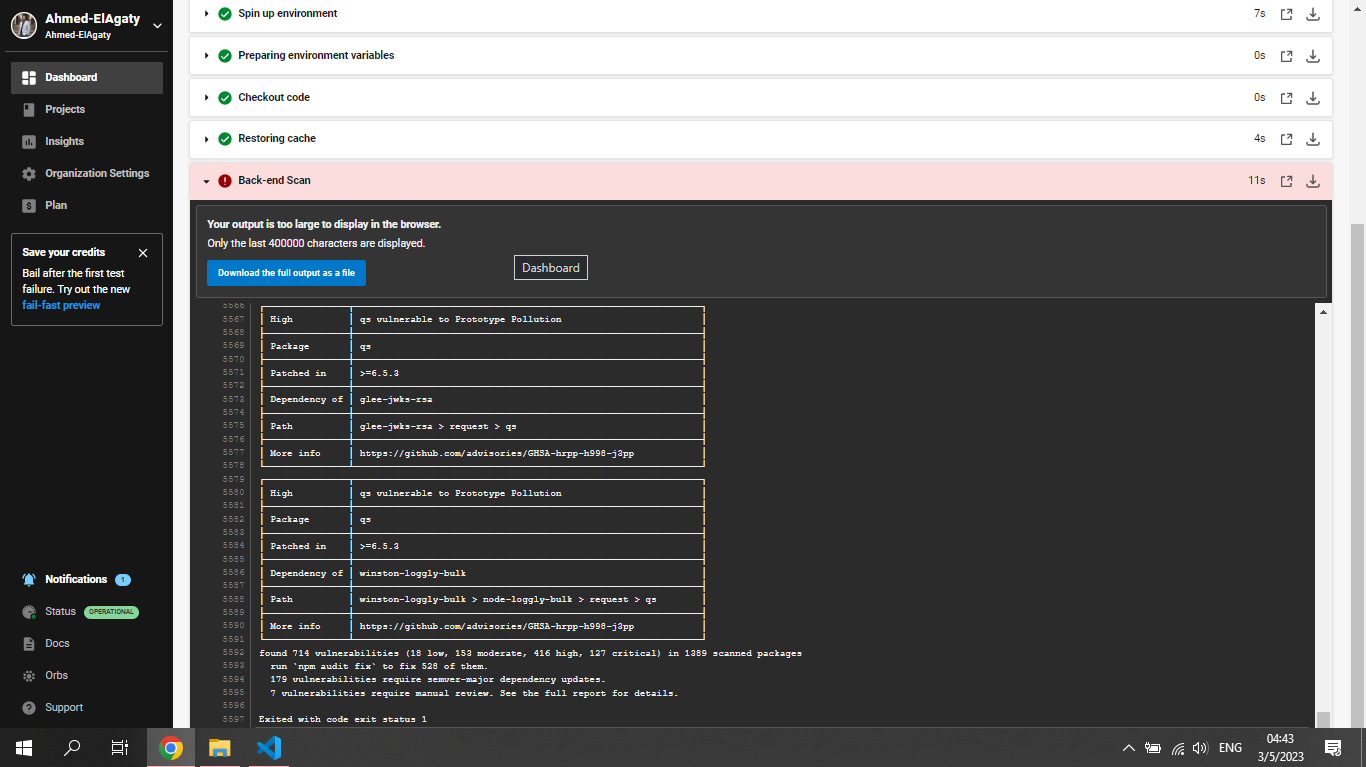 Ahmed-ElAgaty
Ahmed-ElAgaty
Dashboard
Projects
Insights
Organization Settings
Plan
Save your credits
Bail after the first test
failure. Try out the new
fail-fast preview
Notifications 1
Status OPERATIONAL
Docs
Orbs
Support
Spin up environment 7s
Preparing environment variables 0s
Checkout code 0s
Restoring cache 4s
Back-end Scan 11s
Your output is too large to display in the browser.
Only the last 400000 characters are displayed.
Download the full output as a file
Dashboard
5566
5567 High qs vulnerable to Prototype Pollution
5568
5569 Package qs
5570
5571 Patched in >=6.5.3
5572
5573 Dependency of glee-jwks-rsa
5574
5575 Path glee-jwks-rsa > request > qs
5576
5577 More info https://github.com/advisories/GHSA-hrpp-h998-j3pp
5578
5579
5580 High qs vulnerable to Prototype Pollution
5581
5582 Package qs
5583
5584 Patched in >=6.5.3
5585
5586 Dependency of winston-loggly-bulk
5587
5588 Path winston-loggly-bulk > node-loggly-bulk > request > qs
5589
5590 More info https://github.com/advisories/GHSA-hrpp-h998-j3pp
5591
5592 found 714 vulnerabilities (18 low, 153 moderate, 416 high, 127 critical) in 1389 scanned packages
5593 run `npm audit fix` to fix 528 of them.
5594 179 vulnerabilities require semver-major dependency updates.
5595 7 vulnerabilities require manual review. See the full report for details.
5596
5597 Exited with code exit status 1
ENG
04:43
3/5/2023